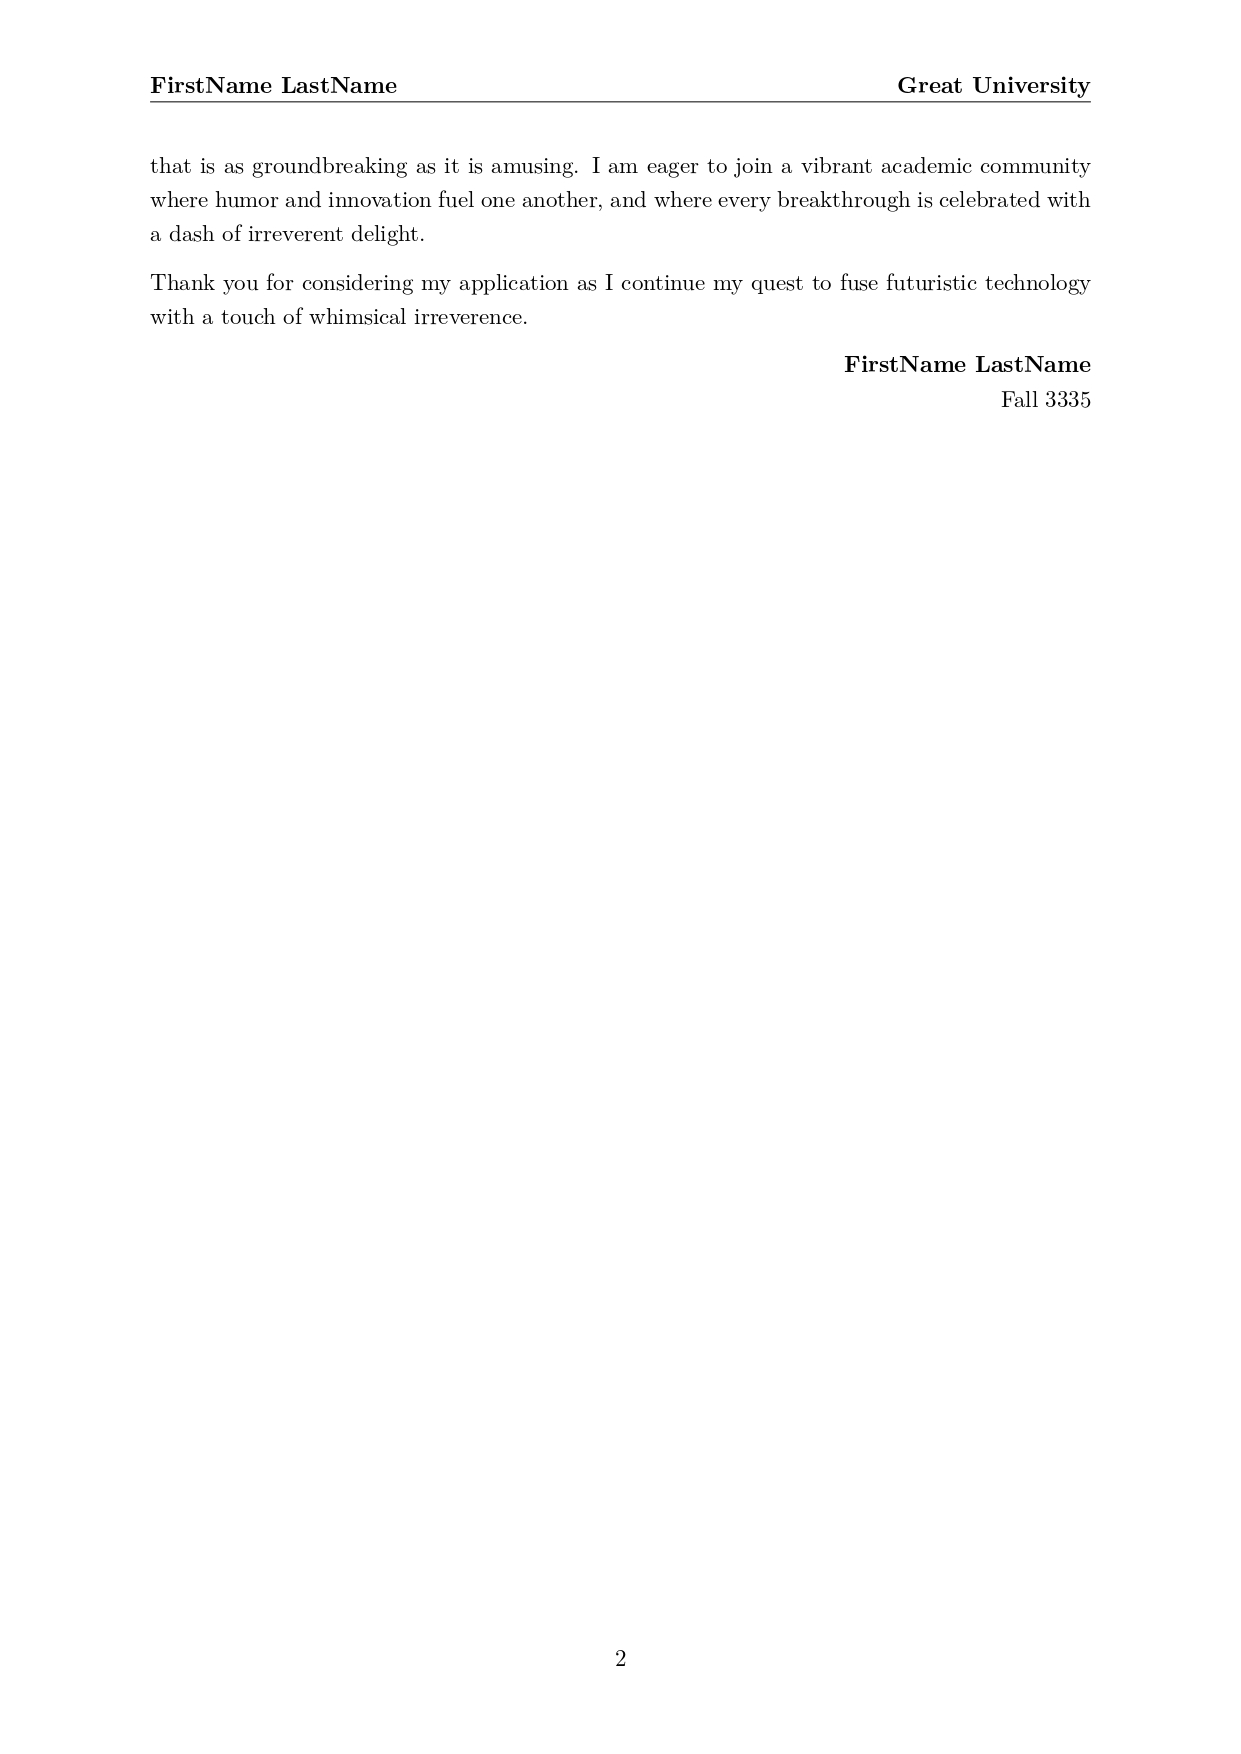 FirstName LastName Great University
that is as groundbreaking as it is amusing. I am eager to join a vibrant academic community
where humor and innovation fuel one another, and where every breakthrough is celebrated with
a dash of irreverent delight.
Thank you for considering my application as I continue my quest to fuse futuristic technology
with a touch of whimsical irreverence.
FirstName LastName
Fall 3335
2